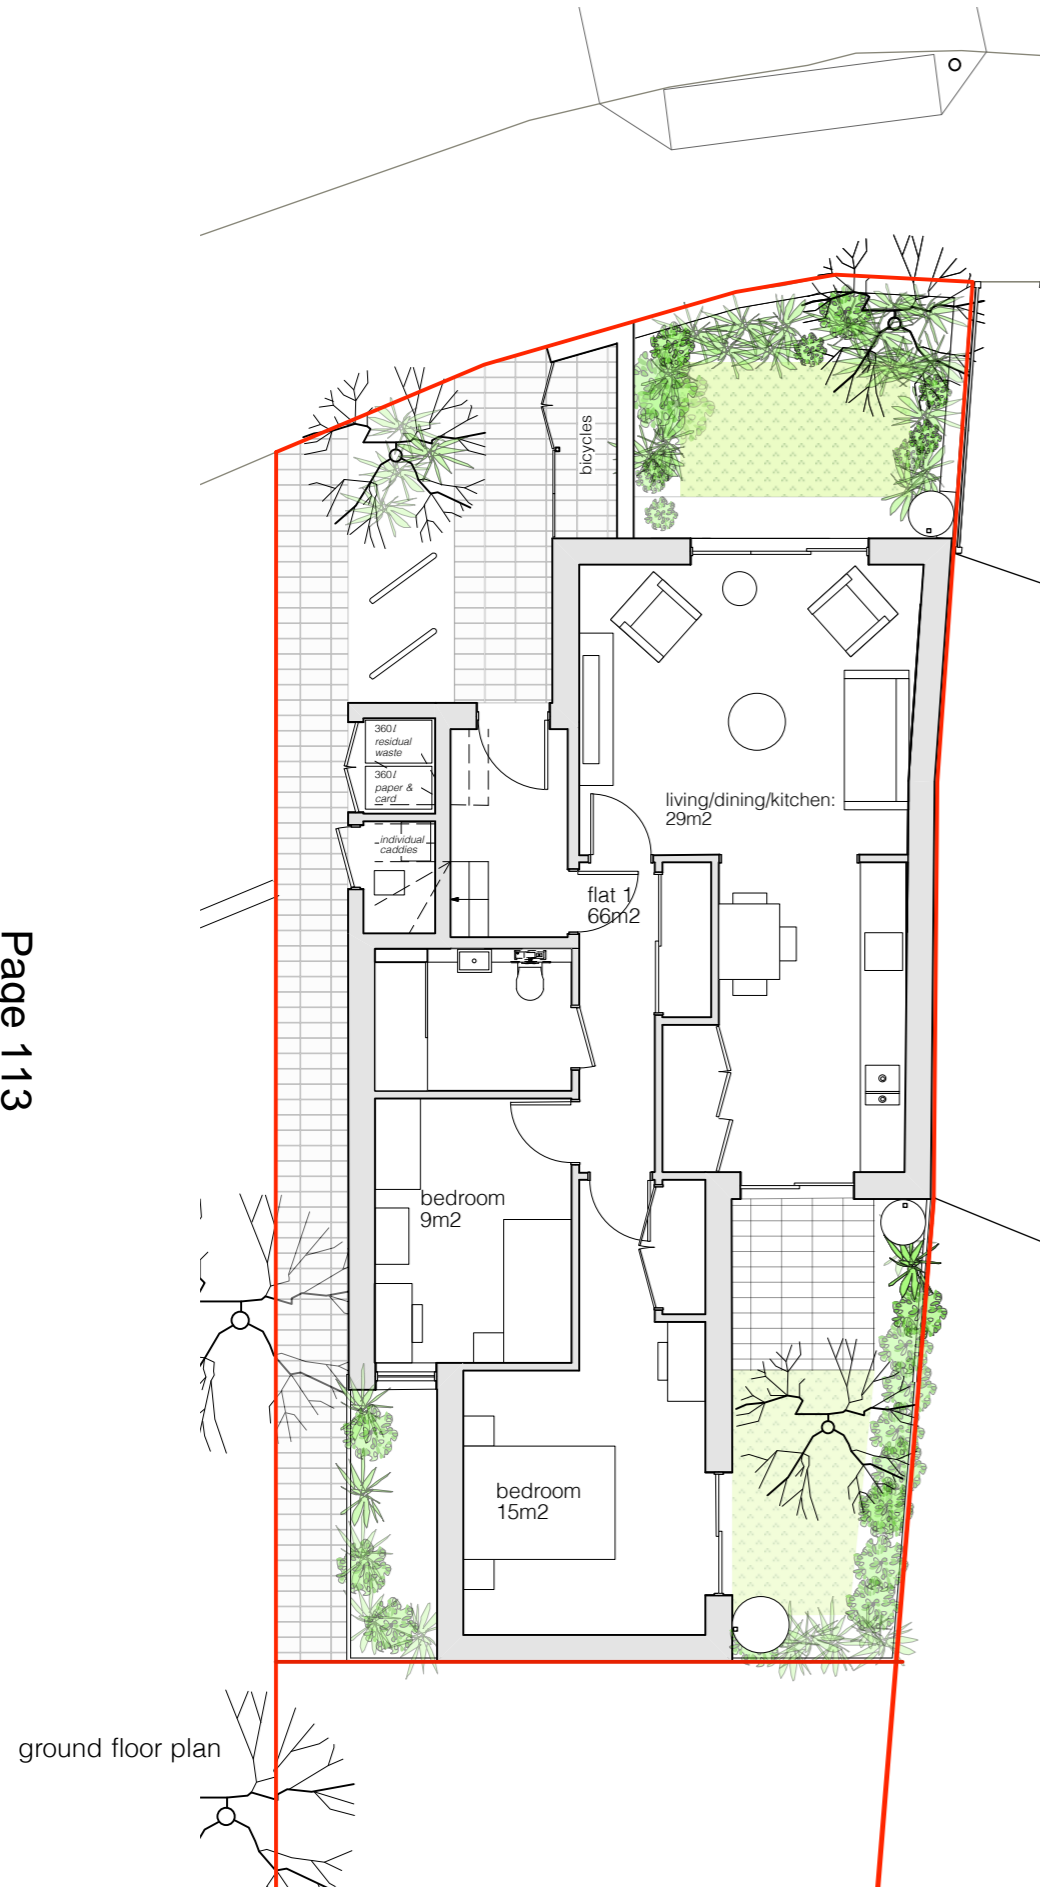 bicycles
360l
residual
waste
360l
paper &
card
individual
caddies
living/dining/kitchen:
29m2
flat 1
66m2
bedroom
9m2
bedroom
15m2
ground floor plan
Page 113